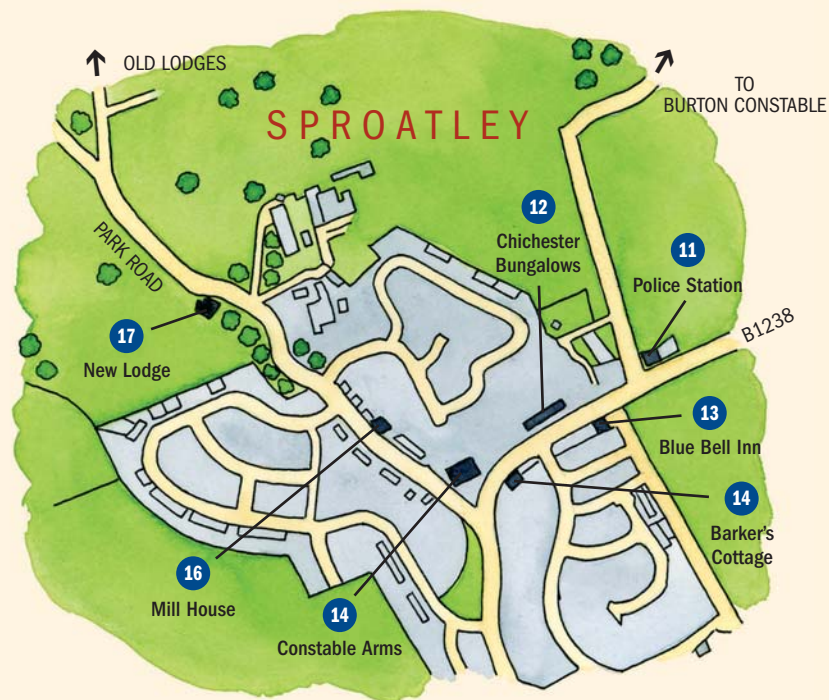 OLD LODGES
TO
BURTON CONSTABLE
SPROATLEY
12
Chichester
Bungalows
11
Police Station
PARK ROAD
B1238
17
New Lodge
13
Blue Bell Inn
14
Barker's
Cottage
16
Mill House
14
Constable Arms